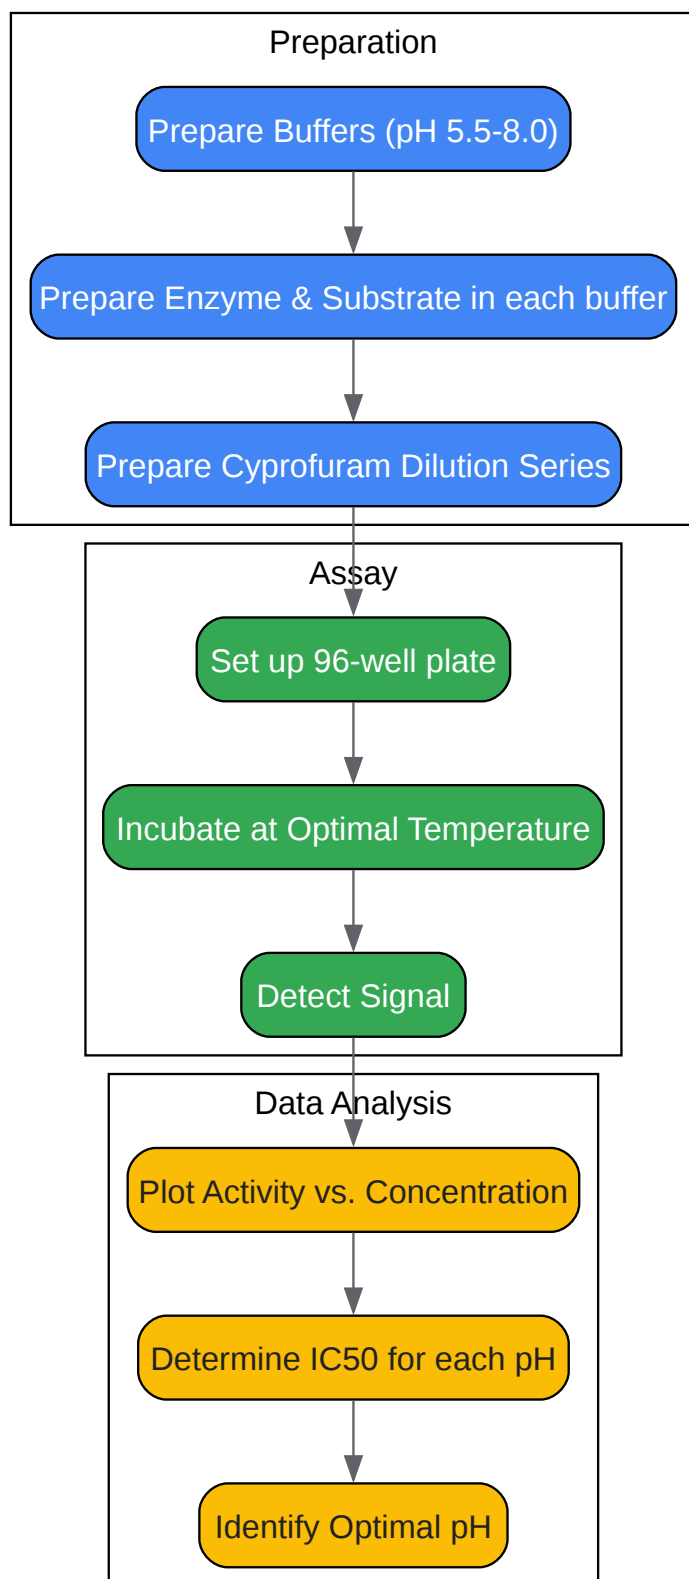 Preparation
Prepare Buffers (pH 5.5-8.0)
Prepare Enzyme & Substrate in each buffer
Prepare Cyprofuram Dilution Series
Assay
Set up 96-well plate
Incubate at Optimal Temperature
Detect Signal
Data Analysis
Plot Activity vs. Concentration
Determine IC50 for each pH
Identify Optimal pH